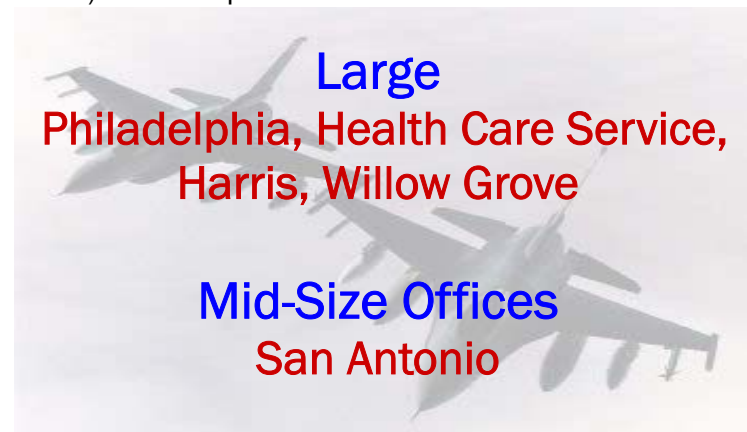 Large
Philadelphia, Health Care Service,
Harris, Willow Grove
Mid-Size Offices
San Antonio